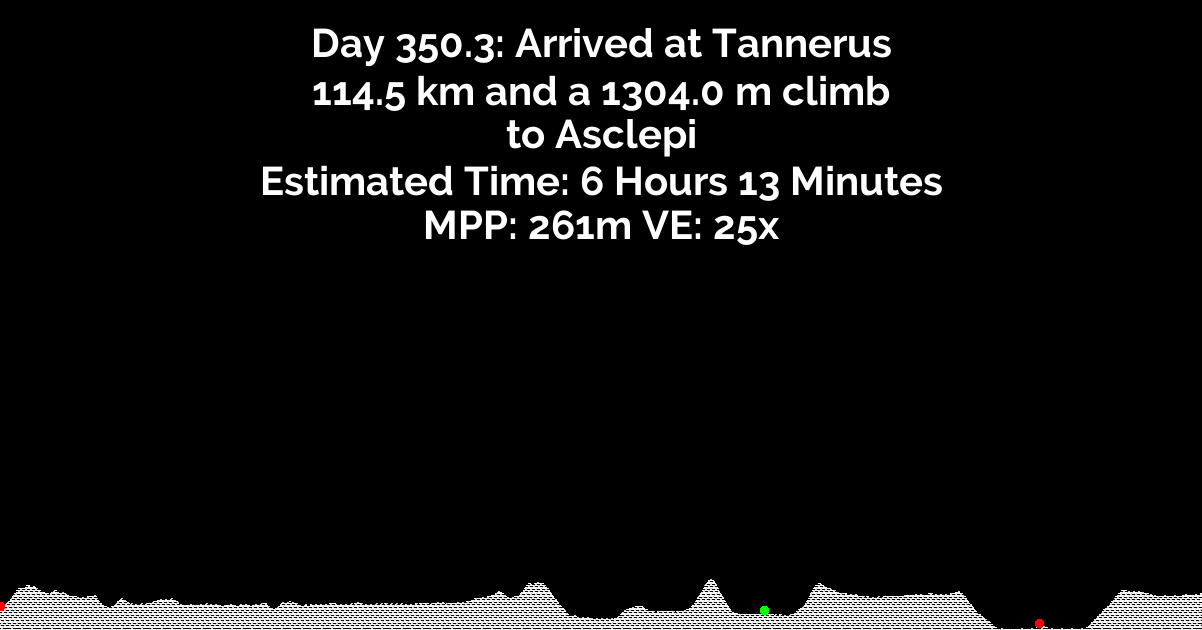 Day 350.3: Arrived at Tannerus
114.5 km and a 1304.0 m climb
to Asclepi
Estimated Time: 6 Hours 13 Minutes
MPP: 261m VE: 25x